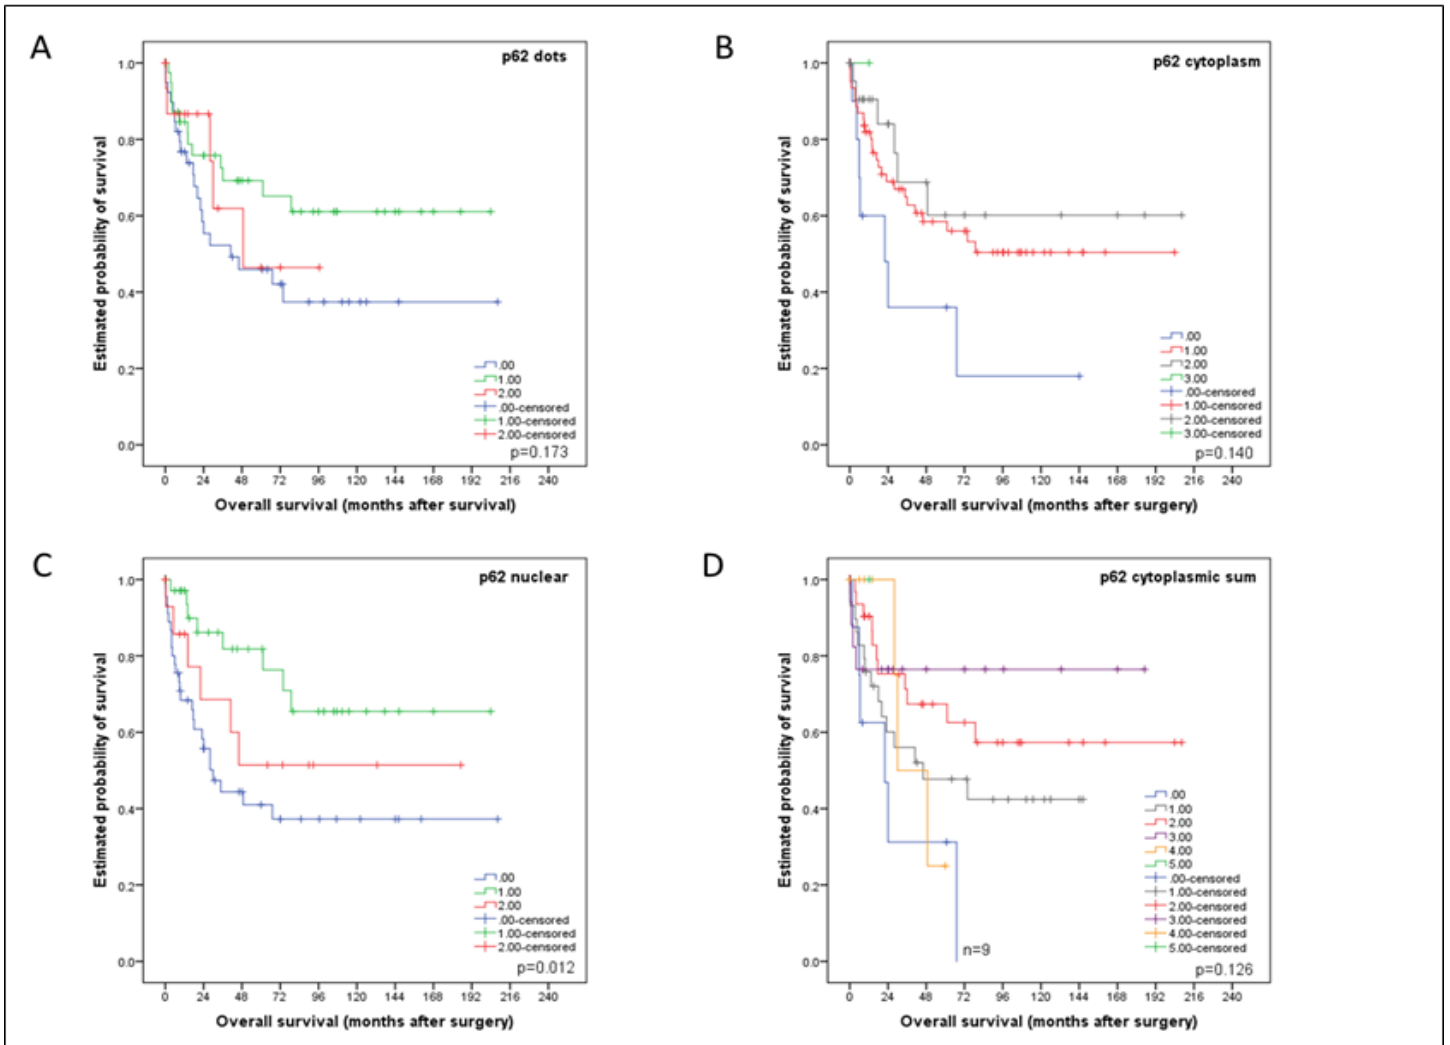 A
p62 dots
Estimated probability of survival
1.0
0.8
0.6
0.4
0.2
0.0
.00
1.00
2.00
.00-censored
1.00-censored
2.00-censored
p=0.173
0 24 48 72 96 120 144 168 192 216 240
Overall survival (months after survival)
B
p62 cytoplasm
Estimated probability of survival
1.0
0.8
0.6
0.4
0.2
0.0
.00
1.00
2.00
3.00
.00-censored
1.00-censored
2.00-censored
3.00-censored
p=0.140
0 24 48 72 96 120 144 168 192 216 240
Overall survival (months after surgery)
C
p62 nuclear
Estimated probability of survival
1.0
0.8
0.6
0.4
0.2
0.0
.00
1.00
2.00
.00-censored
1.00-censored
2.00-censored
p=0.012
0 24 48 72 96 120 144 168 192 216 240
Overall survival (months after surgery)
D
p62 cytoplasmic sum
Estimated probability of survival
1.0
0.8
0.6
0.4
0.2
0.0
.00
1.00
2.00
3.00
4.00
5.00
.00-censored
1.00-censored
2.00-censored
3.00-censored
4.00-censored
5.00-censored
n=9
p=0.126
0 24 48 72 96 120 144 168 192 216 240
Overall survival (months after surgery)